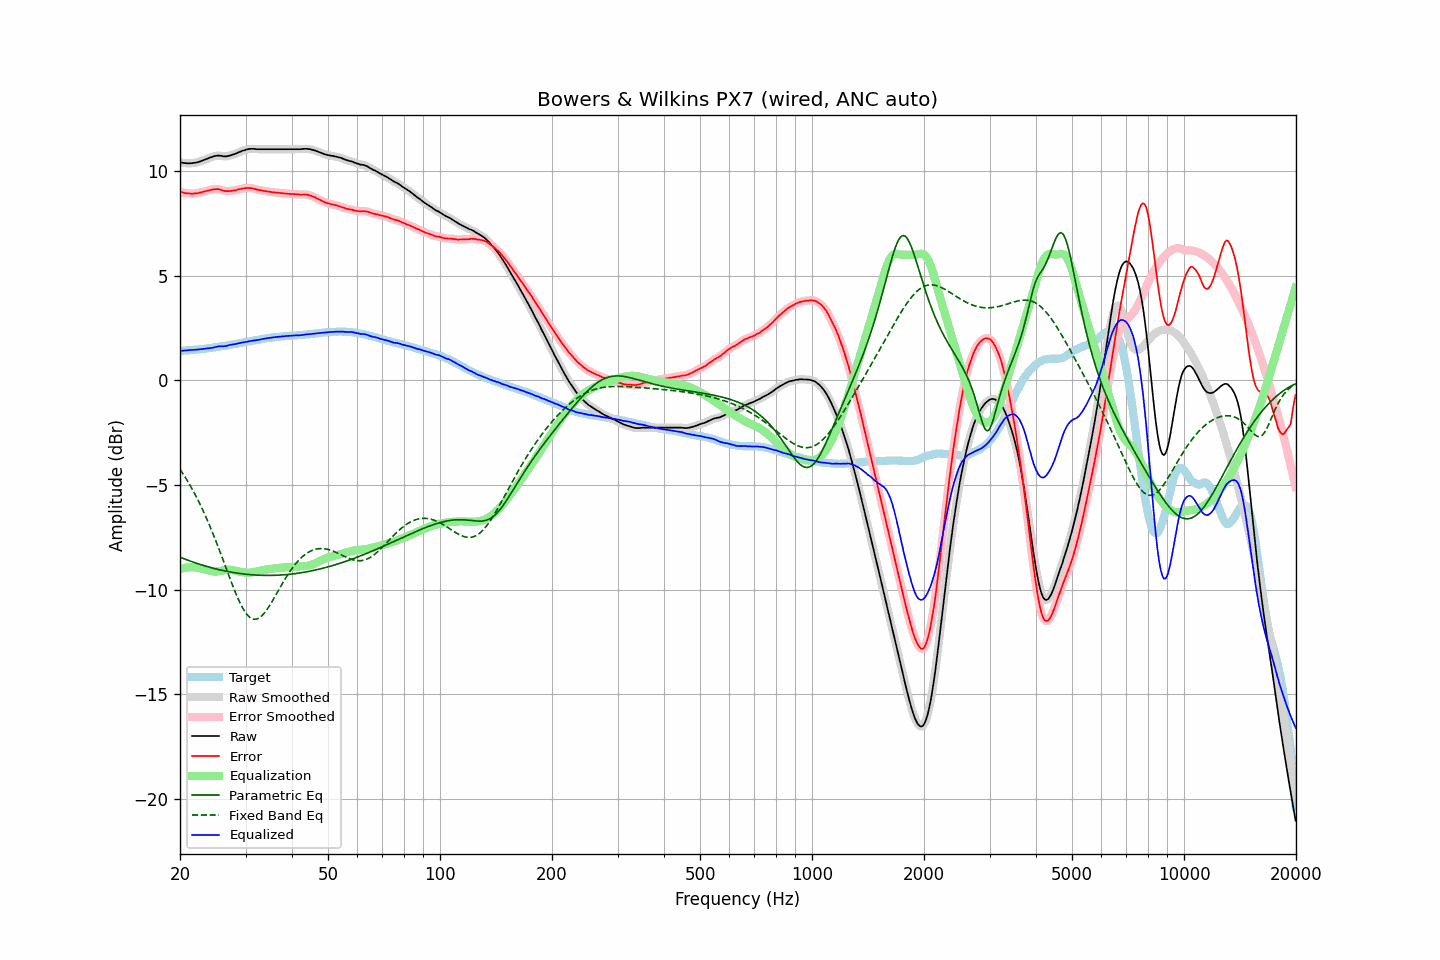 Bowers & Wilkins PX7 (wired, ANC auto)
Amplitude (dBr)
10
5
0
−5
−10
−15
−20
Target
Raw Smoothed
Error Smoothed
Raw
Error
Equalization
Parametric Eq
Fixed Band Eq
Equalized
20 50 100 200 500 1000 2000 5000 10000 20000
Frequency (Hz)